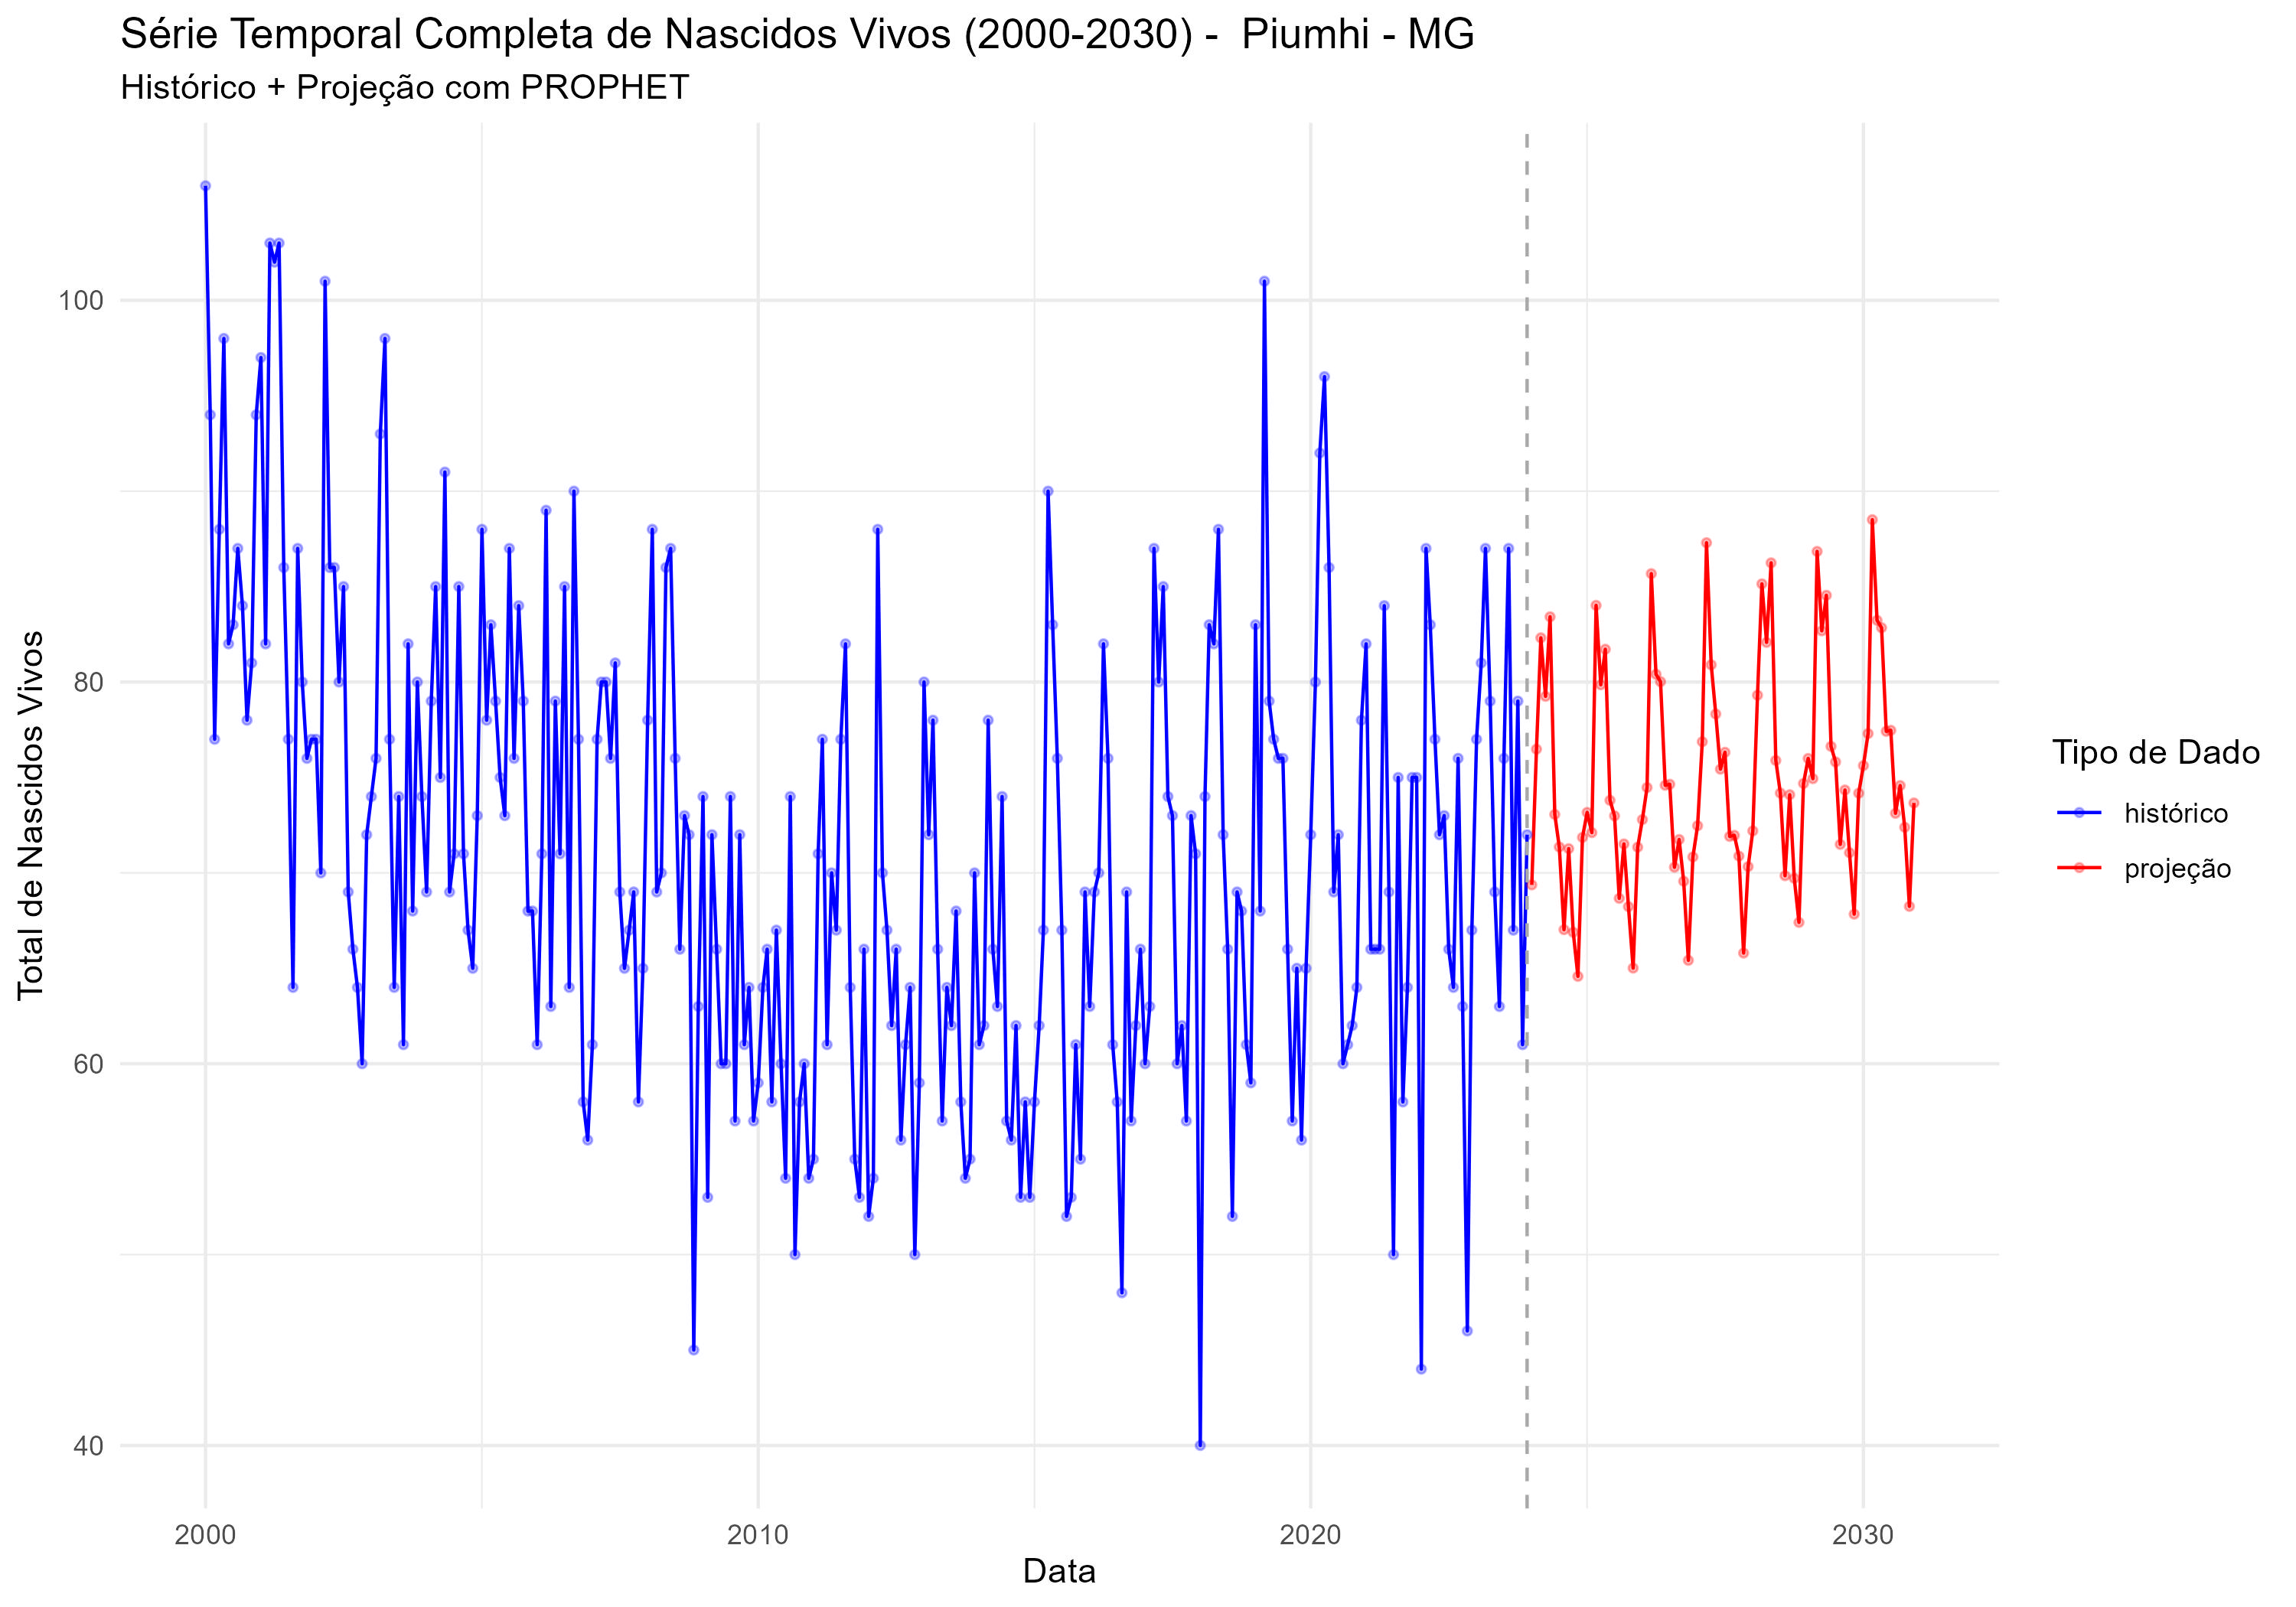 Série Temporal Completa de Nascidos Vivos (2000-2030) -  Piumhi - MG
Histórico + Projeção com PROPHET
Total de Nascidos Vivos
100
80
60
40
2000
2010
2020
2030
Data
Tipo de Dado
histórico
projeção